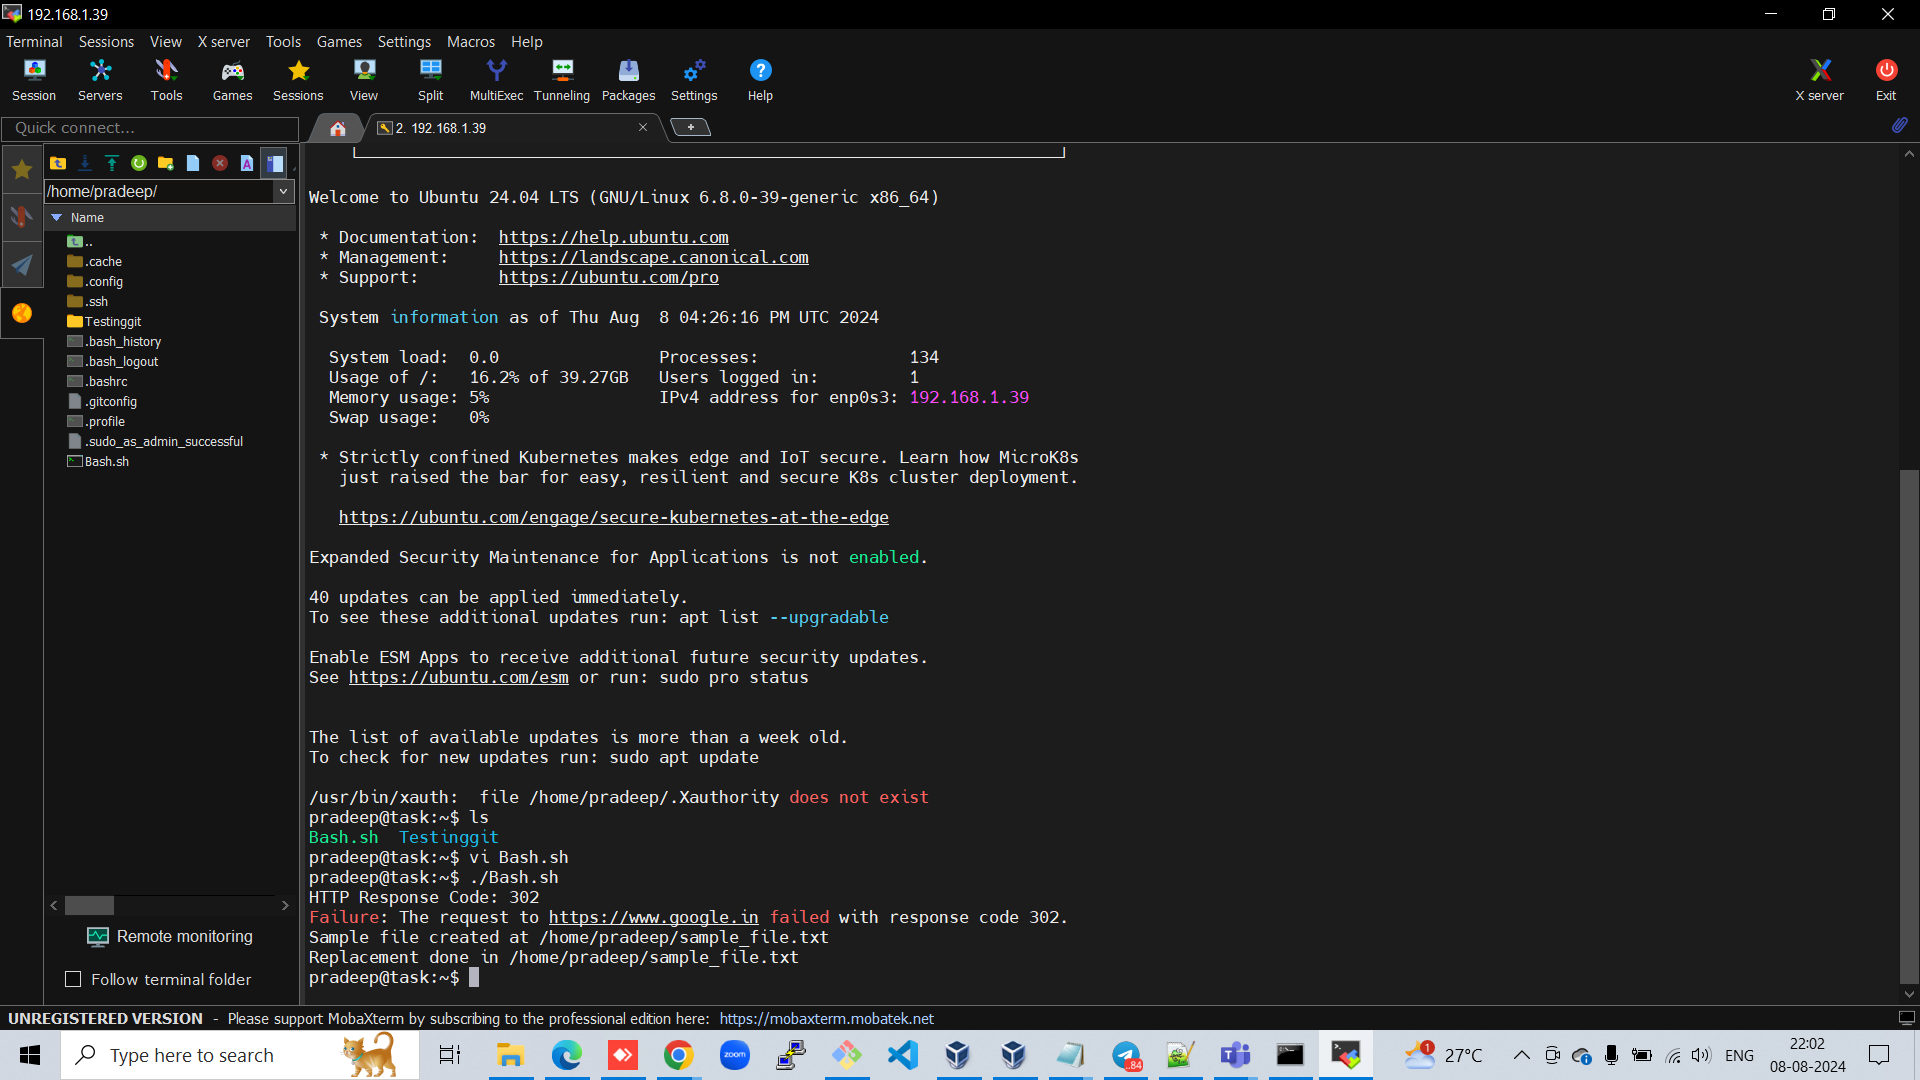 192.168.1.39
Terminal Sessions View X server Tools Games Settings Macros Help
Session Servers Tools Games Sessions View Split MultiExec Tunneling Packages Settings Help X server Exit
Quick connect...
2. 192.168.1.39
/home/pradeep/
Name
..
.cache
.config
.ssh
Testinggit
.bash_history
.bash_logout
.bashrc
.gitconfig
.profile
.sudo_as_admin_successful
Bash.sh
Remote monitoring
Follow terminal folder
Welcome to Ubuntu 24.04 LTS (GNU/Linux 6.8.0-39-generic x86_64)
* Documentation: https://help.ubuntu.com
* Management: https://landscape.canonical.com
* Support: https://ubuntu.com/pro
System information as of Thu Aug 8 04:26:16 PM UTC 2024
System load: 0.0 Processes: 134
Usage of /: 16.2% of 39.27GB Users logged in: 1
Memory usage: 5% IPv4 address for enp0s3: 192.168.1.39
Swap usage: 0%
* Strictly confined Kubernetes makes edge and IoT secure. Learn how MicroK8s
just raised the bar for easy, resilient and secure K8s cluster deployment.
https://ubuntu.com/engage/secure-kubernetes-at-the-edge
Expanded Security Maintenance for Applications is not enabled.
40 updates can be applied immediately.
To see these additional updates run: apt list --upgradable
Enable ESM Apps to receive additional future security updates.
See https://ubuntu.com/esm or run: sudo pro status
The list of available updates is more than a week old.
To check for new updates run: sudo apt update
/usr/bin/xauth: file /home/pradeep/.Xauthority does not exist
pradeep@task:~$ ls
Bash.sh Testinggit
pradeep@task:~$ vi Bash.sh
pradeep@task:~$ ./Bash.sh
HTTP Response Code: 302
Failure: The request to https://www.google.in failed with response code 302.
Sample file created at /home/pradeep/sample_file.txt
Replacement done in /home/pradeep/sample_file.txt
pradeep@task:~$
UNREGISTERED VERSION - Please support MobaXterm by subscribing to the professional edition here: https://mobaxterm.mobatek.net
Type here to search
zoom
84
1
27°C
ENG
22:02
08-08-2024